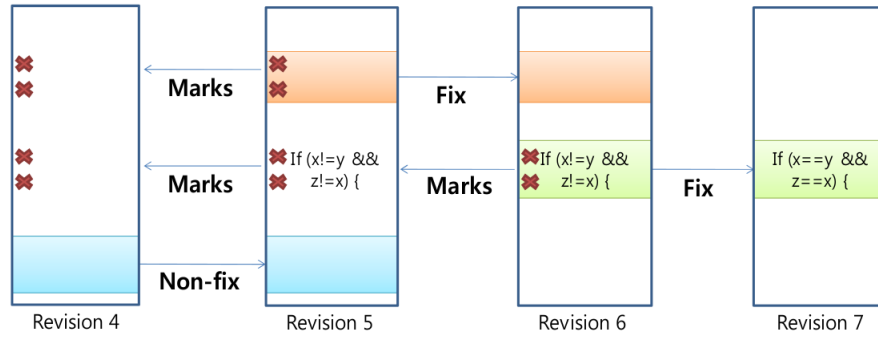 Marks
Fix
If (x!=y &&
z!=x) {
If (x!=y &&
z!=x) {
If (x==y &&
z==x) {
Marks
Marks
Fix
Non-fix
Revision 4
Revision 5
Revision 6
Revision 7